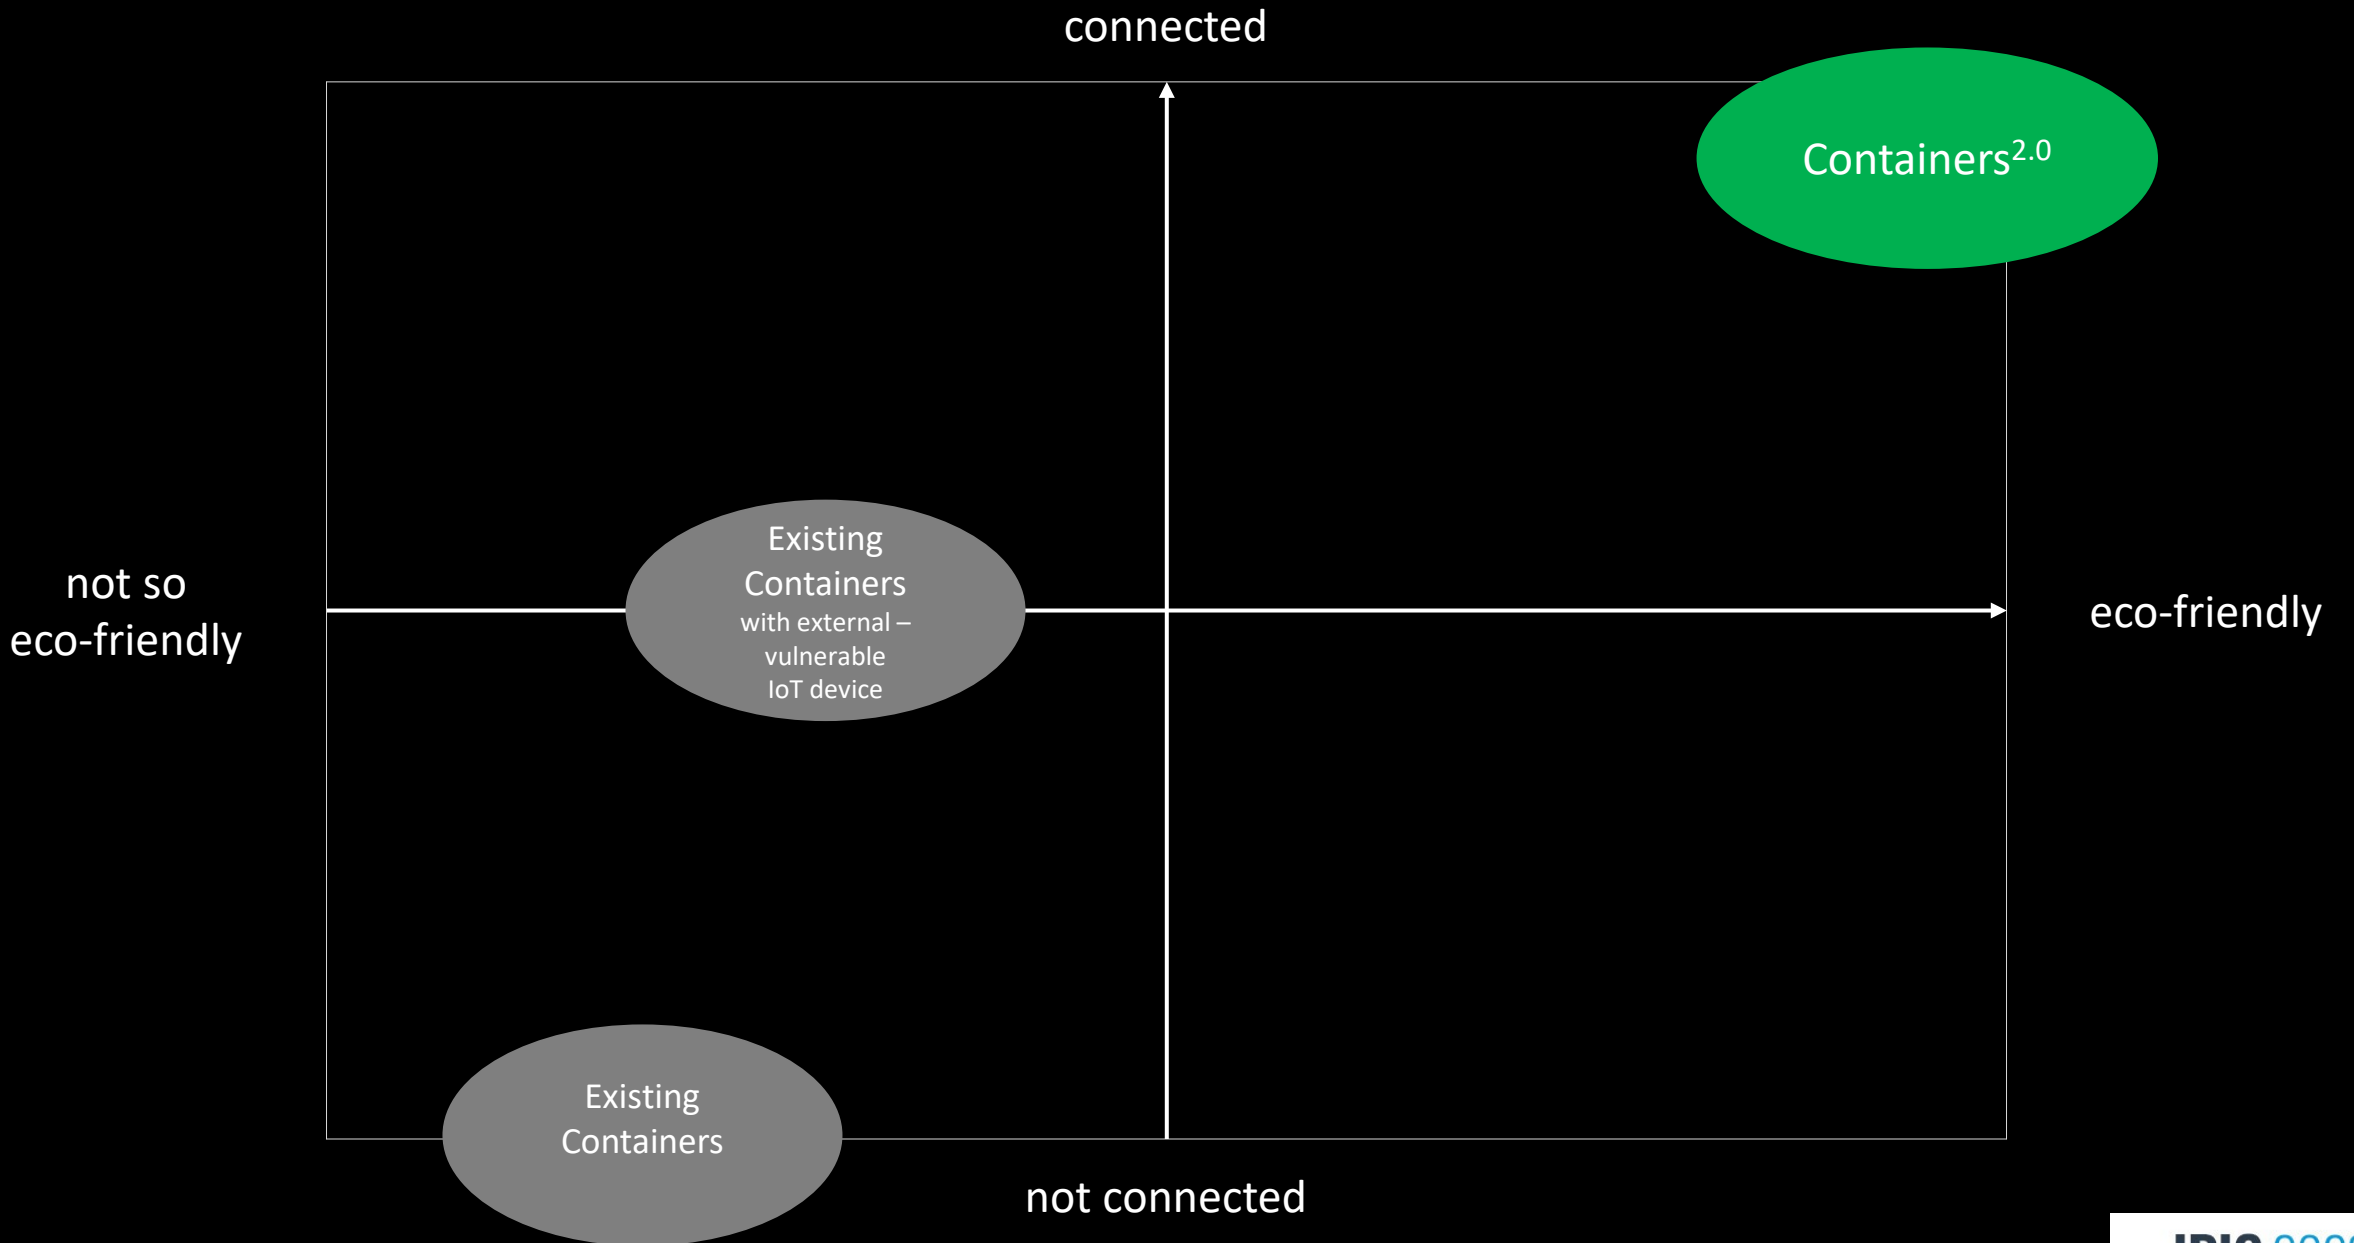 connected
Containers2.0
Existing
Containers
with external –
vulnerable
IoT device
not so
eco-friendly
eco-friendly
Existing
Containers
not connected